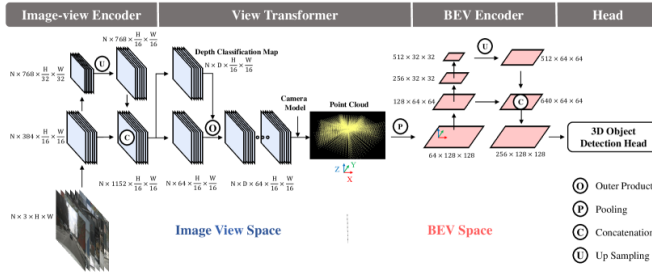 Image-view Encoder
View Transformer
BEV Encoder
Head
N × 768 × H/16 × W/16
N × 768 × H/32 × W/32
U
Depth Classification Map
N × D × H/16 × W/16
U
512 × 32 × 32
512 × 64 × 64
256 × 32 × 32
Camera
Model
Point Cloud
N × 384 × H/16 × W/16
C
O
P
128 × 64 × 64
C
640 × 64 × 64
3D Object
Detection Head
Z
Y
X
64 × 128 × 128
256 × 128 × 128
N × 1152 × H/16 × W/16
N × 64 × H/16 × W/16
N × D × 64 × H/16 × W/16
N × 3 × H × W
Image View Space
BEV Space
O Outer Product
P Pooling
C Concatenation
U Up Sampling